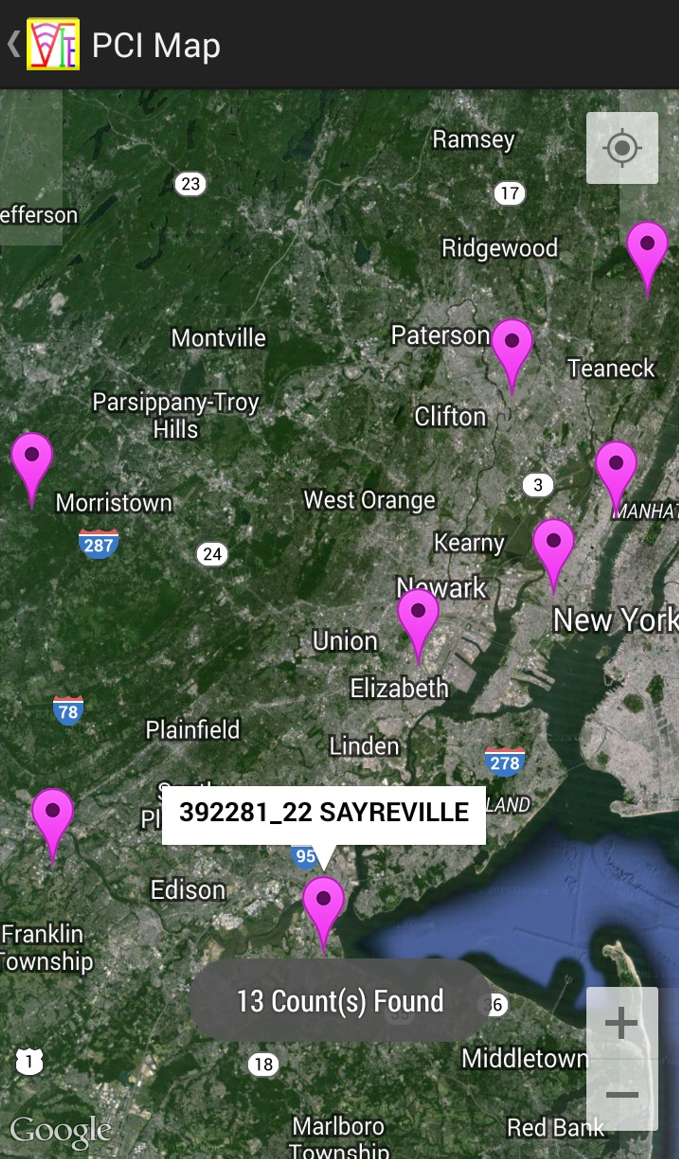 PCI Map
Ramsey
23
17
efferson
Ridgewood
Montville
Paterson
Teaneck
Parsippany-Troy
Hills
Clifton
3
West Orange
Morristown
MANHAT
287
24
Kearny
Newark
New York
Union
Elizabeth
78
Plainfield
Linden
278
392281_22 SAYREVILLE
LAND
95
Edison
Franklin
Township
13 Count(s) Found
36
1
18
Middletown
Google
Marlboro
Township
Red Bank